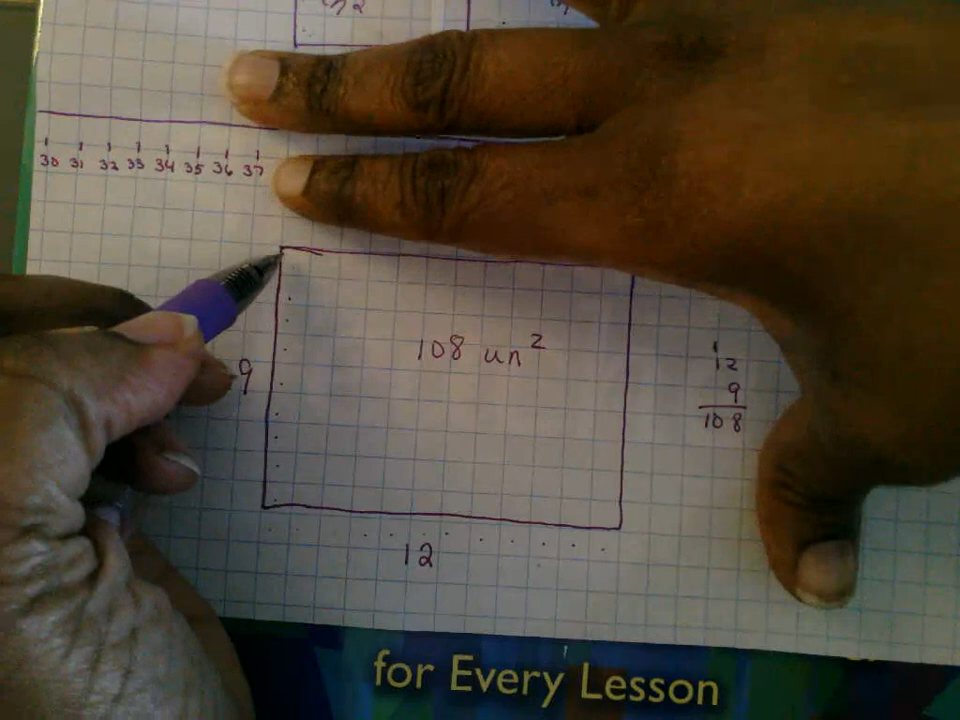 30 31 32 33 34 35 36 37
108 un²
9
12
9
108
12
for Every Lesson